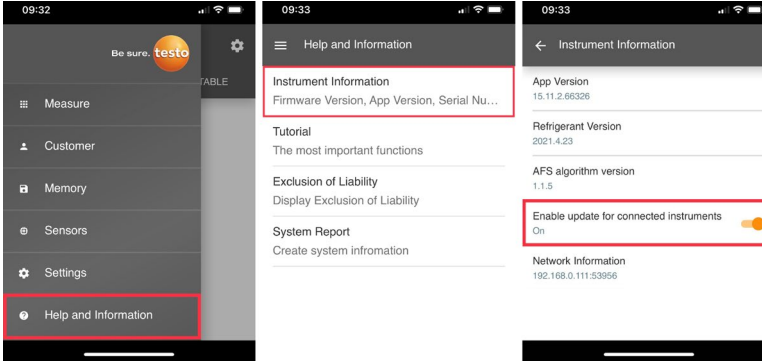 09:32
Be sure. testo
TABLE
Measure
Customer
Memory
Sensors
Settings
Help and Information
09:33
Help and Information
Instrument Information
Firmware Version, App Version, Serial Nu...
Tutorial
The most important functions
Exclusion of Liability
Display Exclusion of Liability
System Report
Create system infromation
09:33
Instrument Information
App Version
15.11.2.66326
Refrigerant Version
2021.4.23
AFS algorithm version
1.1.5
Enable update for connected instruments
On
Network Information
192.168.0.111:53956